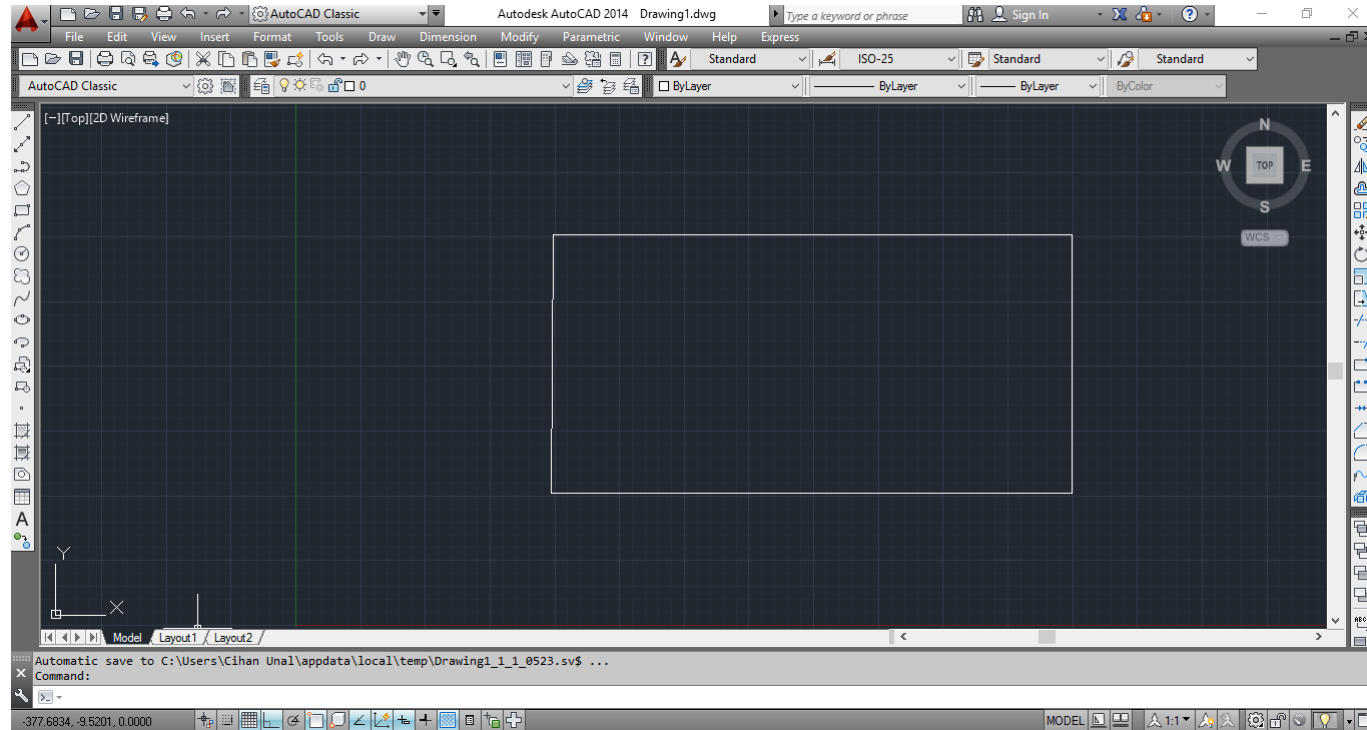 AutoCAD Classic Autodesk AutoCAD 2014 Drawing1.dwg Type a keyword or phrase Sign In
File Edit View Insert Format Tools Draw Dimension Modify Parametric Window Help Express
Standard ISO-25 Standard Standard
AutoCAD Classic 0 ByLayer ByLayer ByLayer ByColor
[−][Top][2D Wireframe]
N
W TOP E
S
WCS
A
Y
X
Model Layout1 Layout2
Automatic save to C:\Users\Cihan Unal\appdata\local\temp\Drawing1_1_1_0523.sv$ ...
Command:
-377.6834, -9.5201, 0.0000 MODEL 1:1